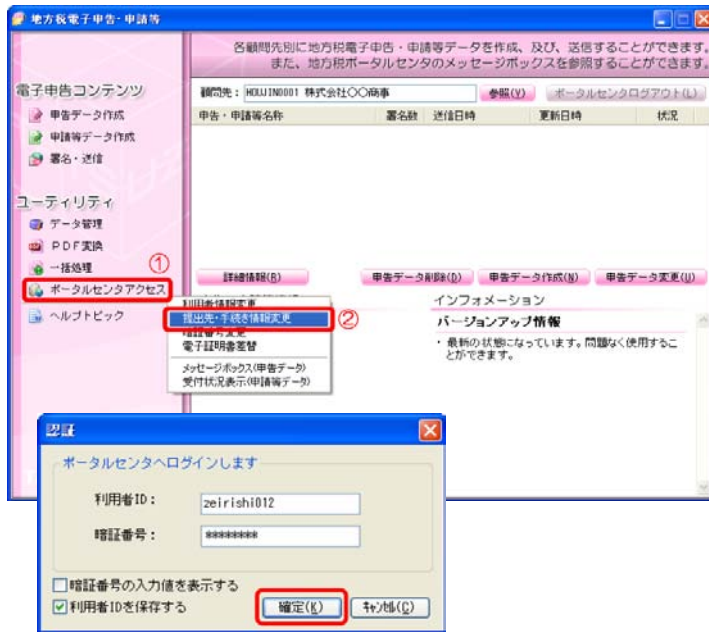 地方税電子申告・申請等
各顧問先別に地方税電子申告・申請等データを作成、及び、送信することができます。
また、地方税ポータルセンタのメッセージボックスを参照することができます。
電子申告コンテンツ
申告データ作成
申請等データ作成
署名・送信
ユーティリティ
データ管理
PDF変換
一括処理
①
ポータルセンタアクセス
ヘルプトピック
顧問先： HOUJIN0001 株式会社〇〇商事
参照(V)
ポータルセンタログアウト(L)
申告・申請等名称 署名数 送信日時 更新日時 状況
詳細情報(R)
申告データ削除(D)
申告データ作成(N)
申告データ変更(U)
利用者情報変更
提出先・手続き情報変更
②
暗証番号変更
電子証明書差替
メッセージボックス(申告データ)
受付状況表示(申請等データ)
インフォメーション
バージョンアップ情報
・ 最新の状態になっています。問題なく使用するこ
とができます。
認証
ポータルセンタへログインします
利用者ID： zeirishi012
暗証番号： ********
暗証番号の入力値を表示する
利用者IDを保存する
確定(K)
キャンセル(C)